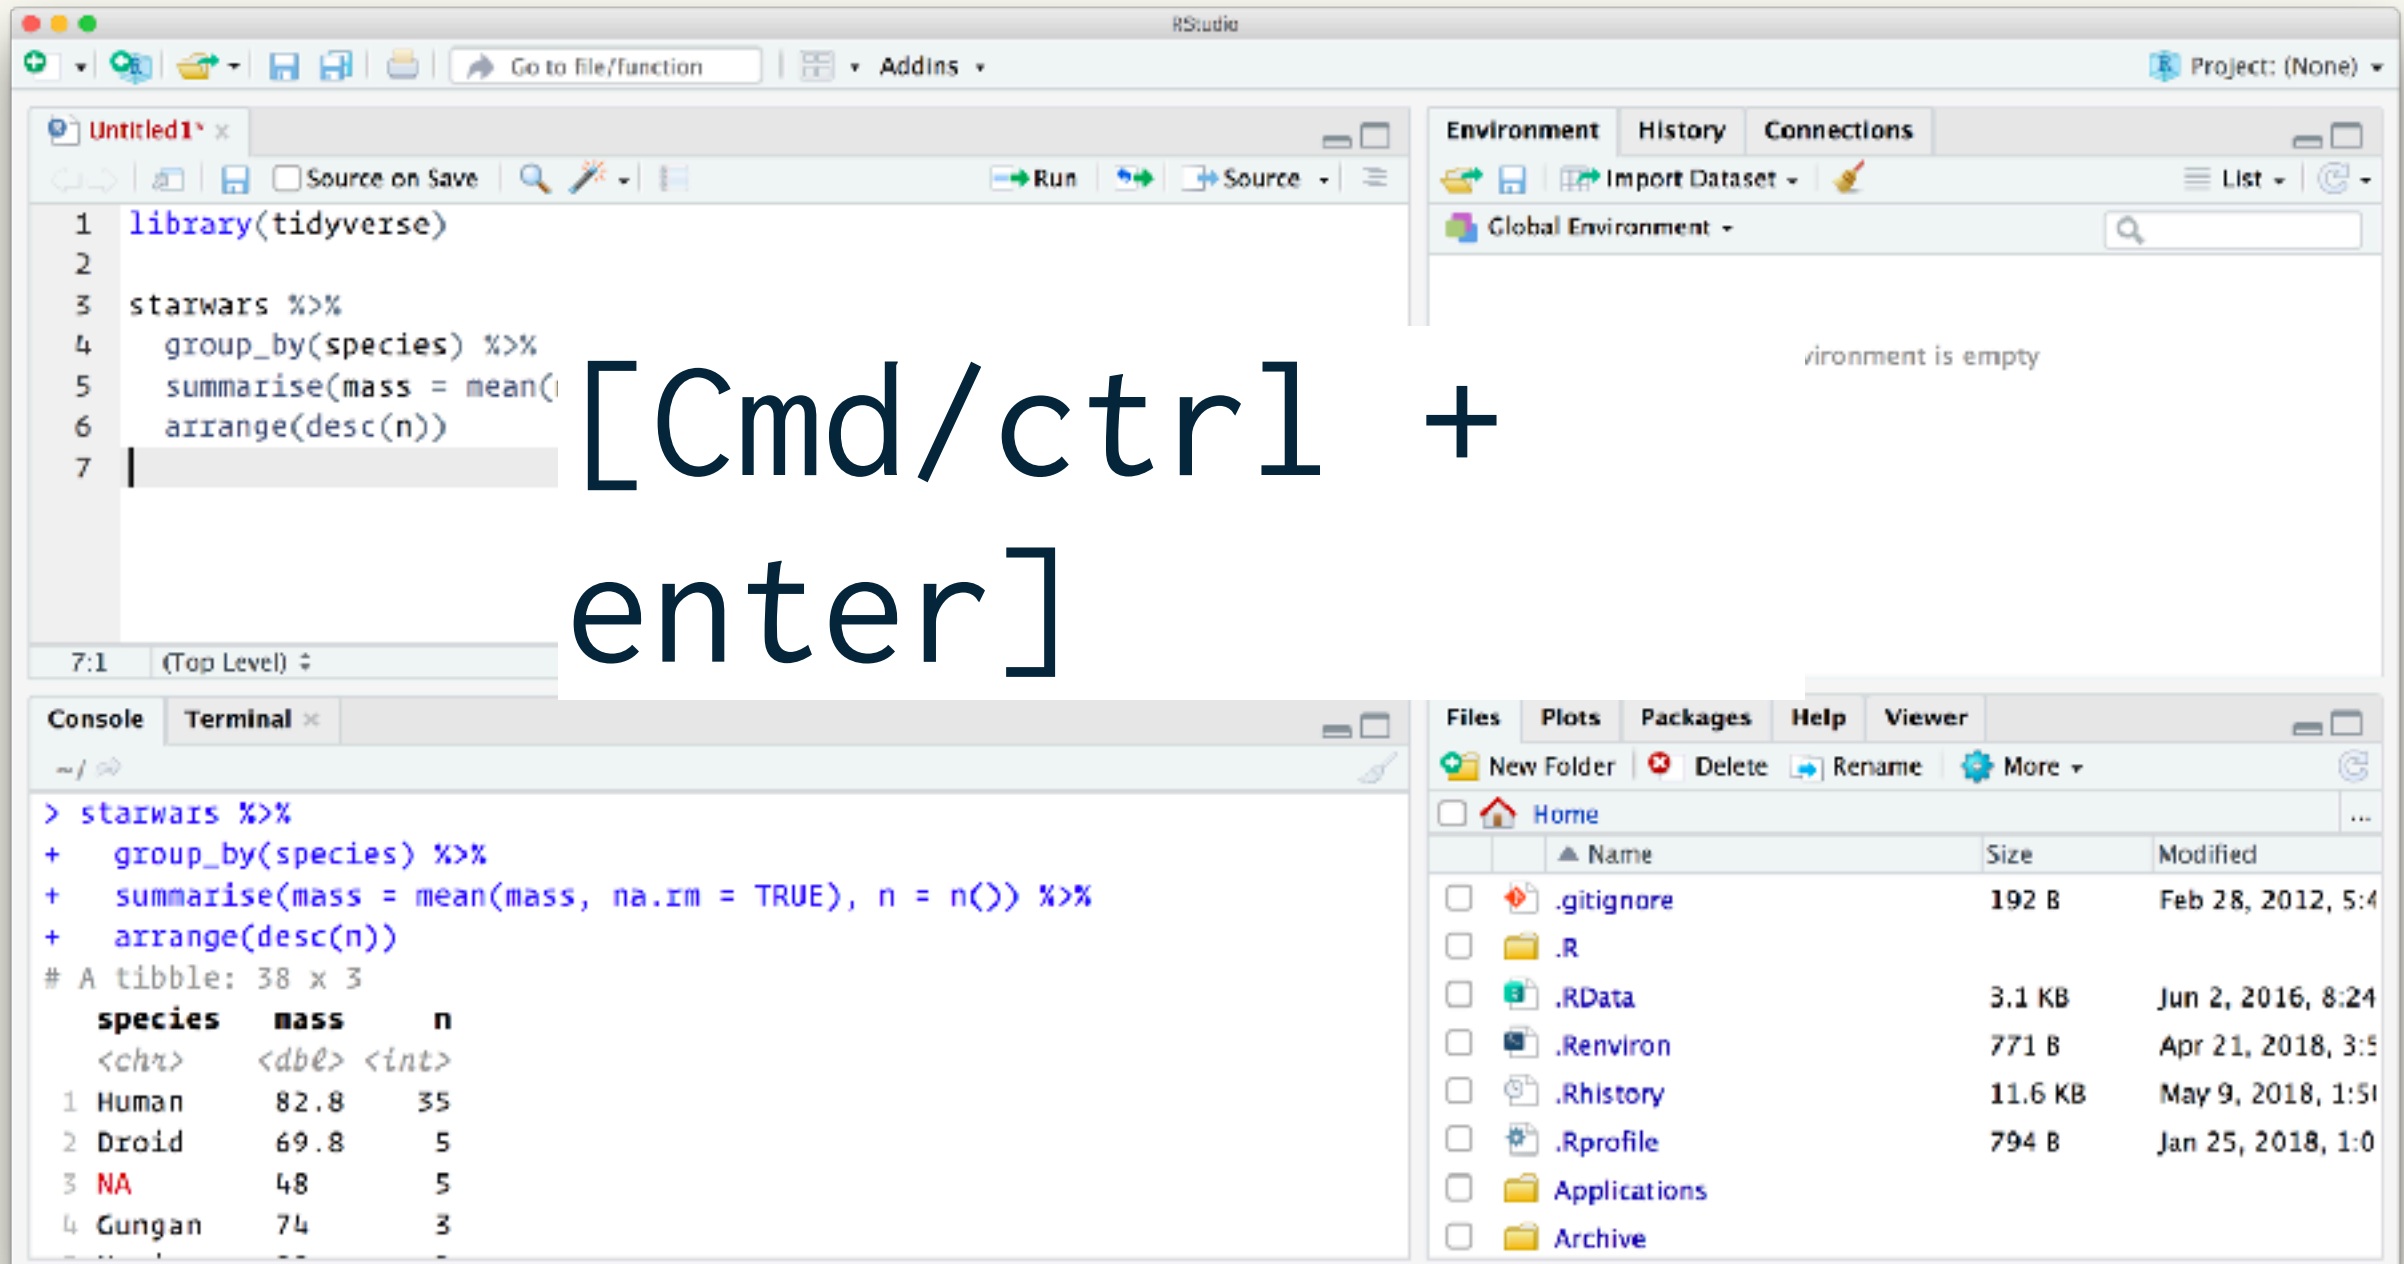 RStudio
Go to file/function
Addins
Project: (None)
Untitled1*
Source on Save
Run
Source
1 library(tidyverse)
2
3 starwars %>%
4 group_by(species) %>%
5 summarise(mass = mean(
6 arrange(desc(n))
7
7:1 (Top Level)
Environment History Connections
Import Dataset
List
Global Environment
vironment is empty
[Cmd/ctrl +
enter]
Console Terminal
~/
> starwars %>%
+ group_by(species) %>%
+ summarise(mass = mean(mass, na.rm = TRUE), n = n()) %>%
+ arrange(desc(n))
# A tibble: 38 x 3
species mass n
<chr> <dbl> <int>
1 Human 82.8 35
2 Droid 69.8 5
3 NA 48 5
4 Gungan 74 3
Files Plots Packages Help Viewer
New Folder Delete Rename More
Home ...
Name Size Modified
.gitignore 192 B Feb 28, 2012, 5:4
.R
.RData 3.1 KB Jun 2, 2016, 8:24
.Renviron 771 B Apr 21, 2018, 3:5
.Rhistory 11.6 KB May 9, 2018, 1:5
.Rprofile 794 B Jan 25, 2018, 1:0
Applications
Archive